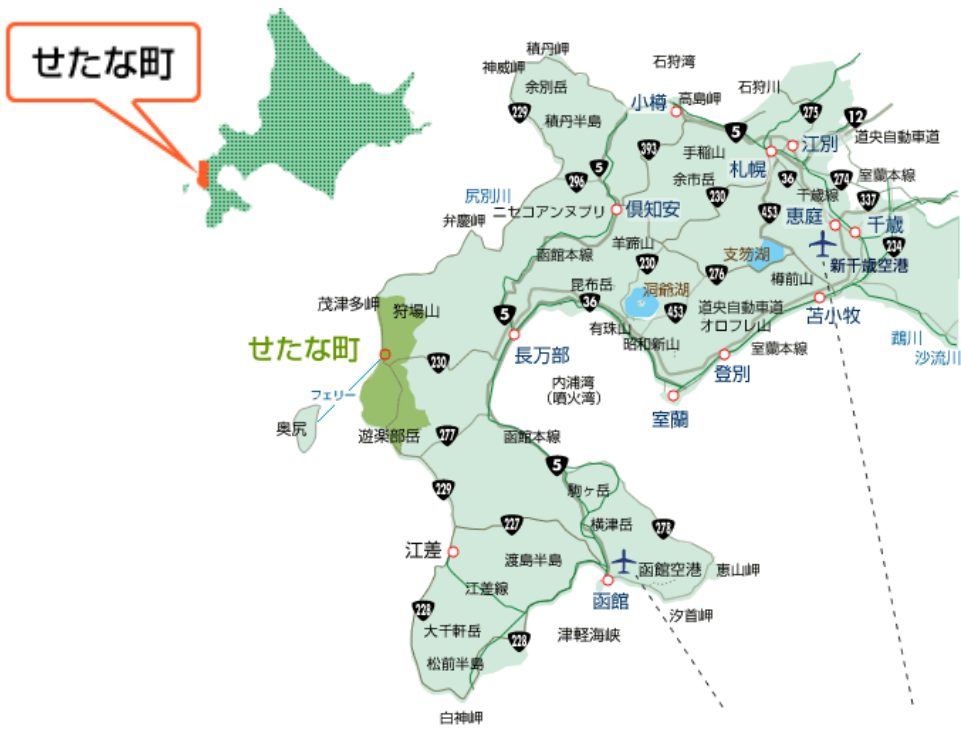 せたな町
積丹岬
石狩湾
神威岬
余別岳
石狩川
小樽
高島岬
229
275
積丹半島
12
5
道央自動車道
393
手稲山
江別
札幌
5
296
余市岳
36
274
室蘭本線
尻別川
230
千歳線
337
ニセコアンヌプリ
倶知安
453
恵庭
弁慶岬
千歳
羊蹄山
234
函館本線
支笏湖
230
276
新千歳空港
樽前山
昆布岳
洞爺湖
茂津多岬
狩場山
36
453
道央自動車道
5
苫小牧
有珠山
オロフレ山
昭和新山
鵡川
せたな町
長万部
室蘭本線
沙流川
230
登別
内浦湾
(噴火湾)
フェリー
室蘭
奥尻
遊楽部岳
277
函館本線
5
229
駒ヶ岳
227
横津岳
278
江差
渡島半島
函館空港
恵山岬
江差線
函館
228
汐首岬
大千軒岳
228
津軽海峡
松前半島
白神岬